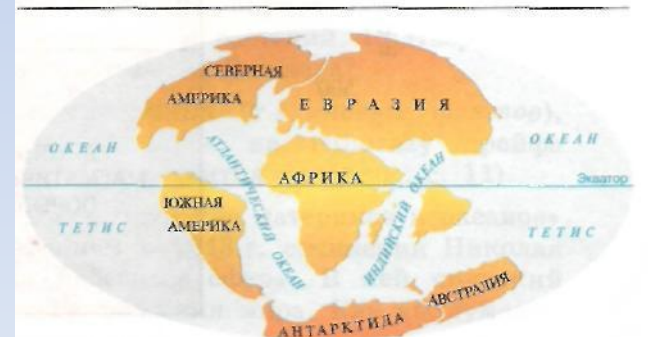 СЕВЕРНАЯ
АМЕРИКА
ЕВРАЗИЯ
ОКЕАН
ОКЕАН
АТЛАНТИЧЕСКИЙ ОКЕАН
АФРИКА
ИНДИЙСКИЙ ОКЕАН
Экватор
ЮЖНАЯ
АМЕРИКА
ТЕТИС
ТЕТИС
АВСТРАЛИЯ
АНТАРКТИДА